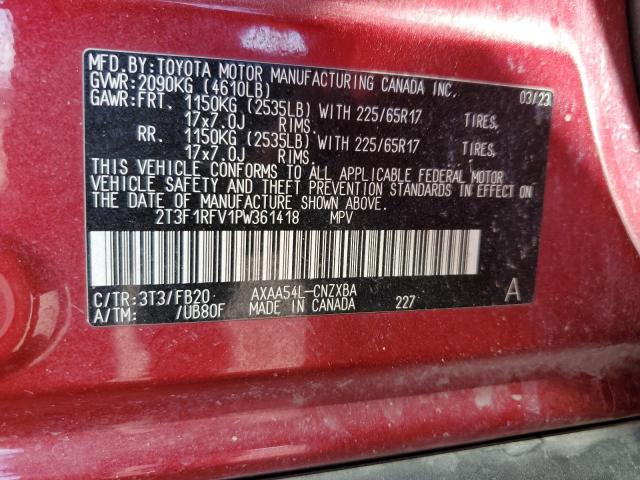 MFD.BY:TOYOTA MOTOR MANUFACTURING CANADA INC.
GVWR:2090KG (4610LB) 03/23
GAWR:FRT. 1150KG (2535LB) WITH 225/65R17 TIRES,
17x7.0J RIMS.
RR. 1150KG (2535LB) WITH 225/65R17 TIRES,
17x7.0J RIMS.
THIS VEHICLE CONFORMS TO ALL APPLICABLE FEDERAL MOTOR
VEHICLE SAFETY AND THEFT PREVENTION STANDARDS IN EFFECT ON
THE DATE OF MANUFACTURE SHOWN ABOVE.
2T3F1RFV1PW361418 MPV
C/TR:3T3/FB20 AXAA54L-CNZXBA A
A/TM: /UB80F MADE IN CANADA 227